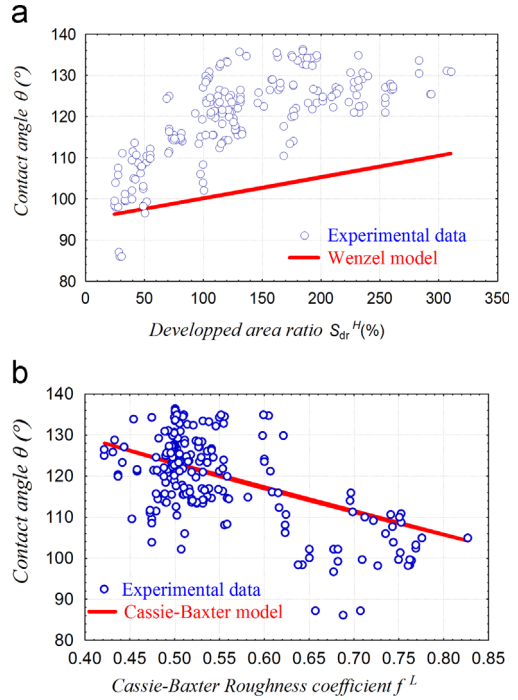 a
140
130
120
110
100
90
80
Contact angle θ (°)
0 50 100 150 200 250 300 350
Experimental data
Wenzel model
Developped area ratio Sdr^H(%)
b
140
130
120
110
100
90
80
Contact angle θ (°)
Experimental data
Cassie-Baxter model
0.40 0.45 0.50 0.55 0.60 0.65 0.70 0.75 0.80 0.85
Cassie-Baxter Roughness coefficient f^L